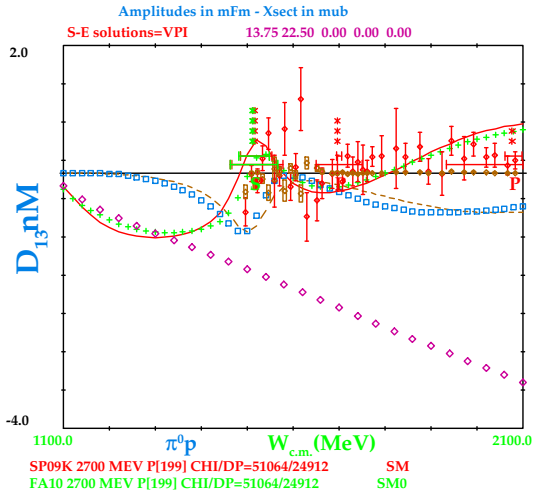 Amplitudes in mFm - Xsect in mub
S-E solutions=VPI 13.75 22.50 0.00 0.00 0.00
2.0
D13nM
P
-4.0
1100.0 π⁰p Wc.m. (MeV) 2100.0
SP09K 2700 MEV P[199] CHI/DP=51064/24912 SM
FA10 2700 MEV P[199] CHI/DP=51064/24912 SM0